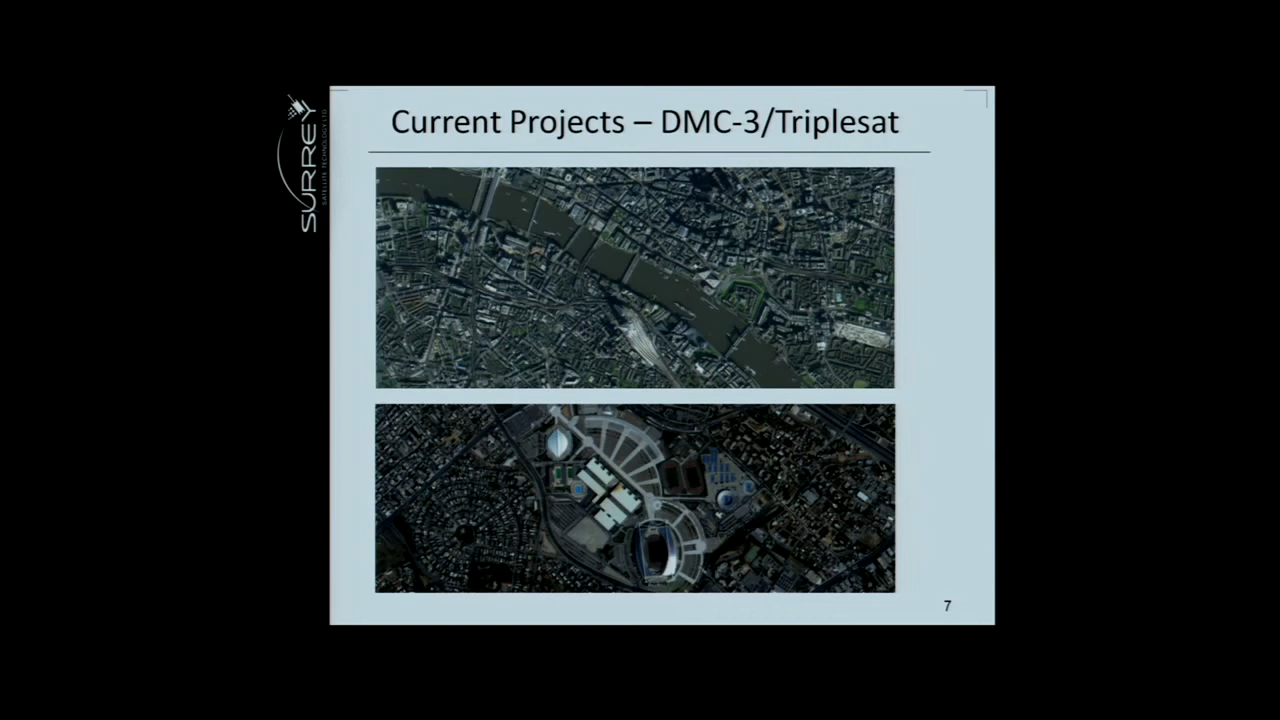 Current Projects – DMC-3/Triplesat
SURREY
SATELLITE TECHNOLOGY LTD
7